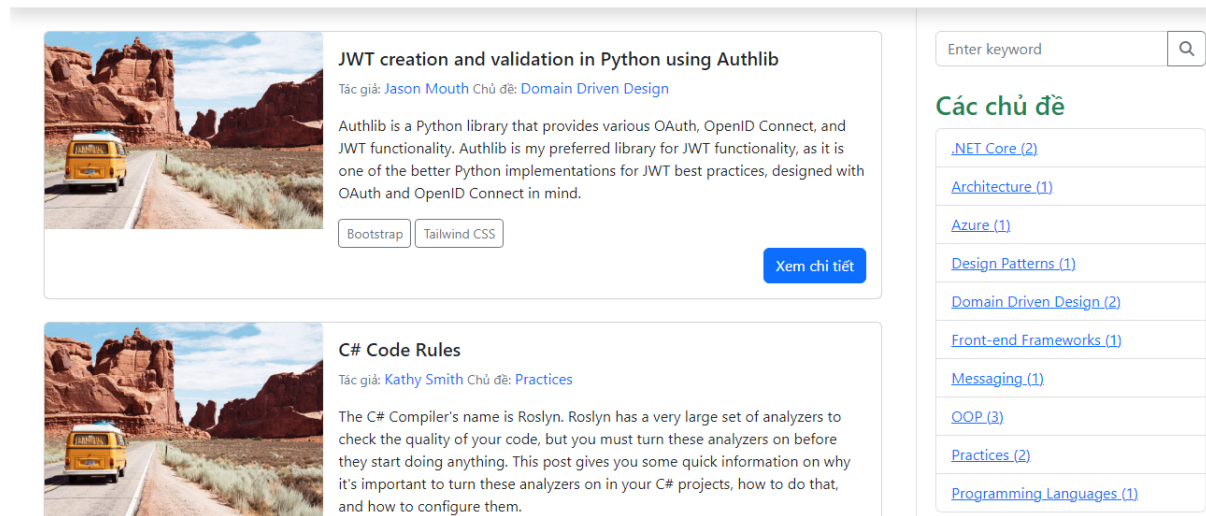 JWT creation and validation in Python using Authlib
Tác giả: Jason Mouth Chủ đề: Domain Driven Design
Authlib is a Python library that provides various OAuth, OpenID Connect, and
JWT functionality. Authlib is my preferred library for JWT functionality, as it is
one of the better Python implementations for JWT best practices, designed with
OAuth and OpenID Connect in mind.
Bootstrap Tailwind CSS
Xem chi tiết
C# Code Rules
Tác giả: Kathy Smith Chủ đề: Practices
The C# Compiler's name is Roslyn. Roslyn has a very large set of analyzers to
check the quality of your code, but you must turn these analyzers on before
they start doing anything. This post gives you some quick information on why
it's important to turn these analyzers on in your C# projects, how to do that,
and how to configure them.
Enter keyword
Các chủ đề
.NET Core (2)
Architecture (1)
Azure (1)
Design Patterns (1)
Domain Driven Design (2)
Front-end Frameworks (1)
Messaging (1)
OOP (3)
Practices (2)
Programming Languages (1)